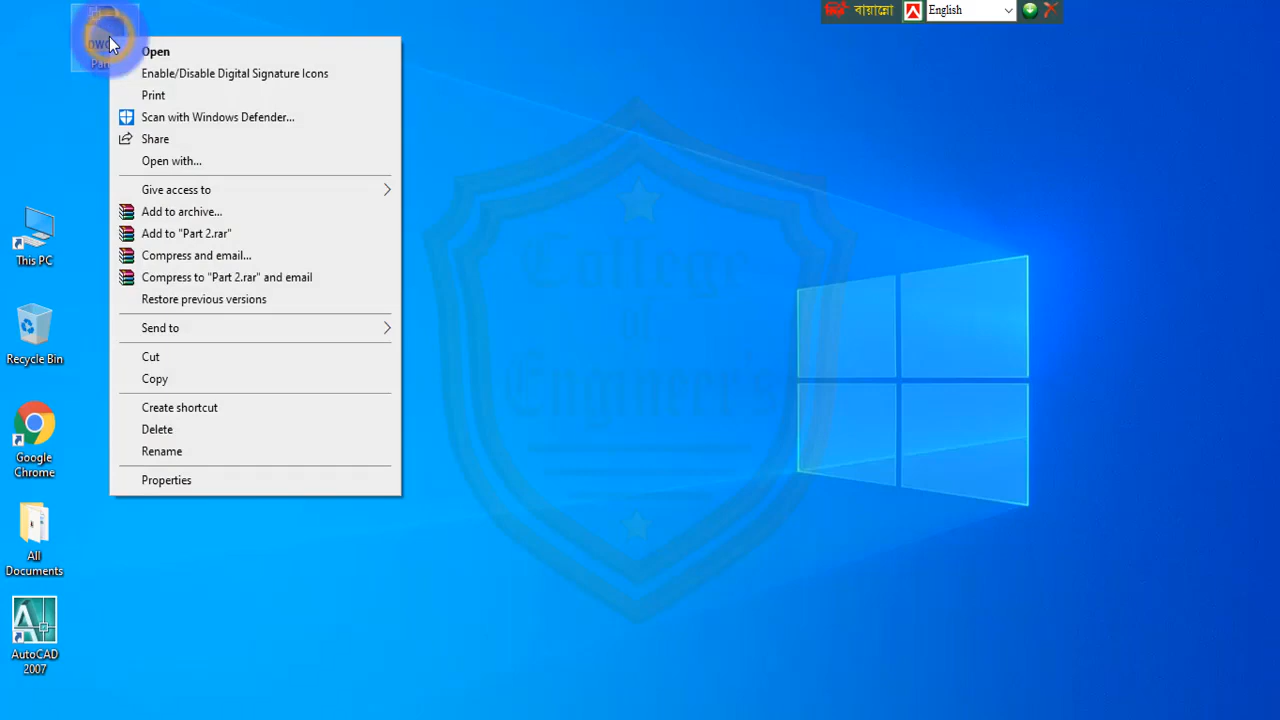 বায়ান্নো
English
Open
Enable/Disable Digital Signature Icons
Print
Scan with Windows Defender...
Share
Open with...
Give access to
Add to archive...
Add to "Part 2.rar"
Compress and email...
Compress to "Part 2.rar" and email
Restore previous versions
Send to
Cut
Copy
Create shortcut
Delete
Rename
Properties
This PC
Recycle Bin
Google
Chrome
All
Documents
AutoCAD
2007
College
of
Engineer's